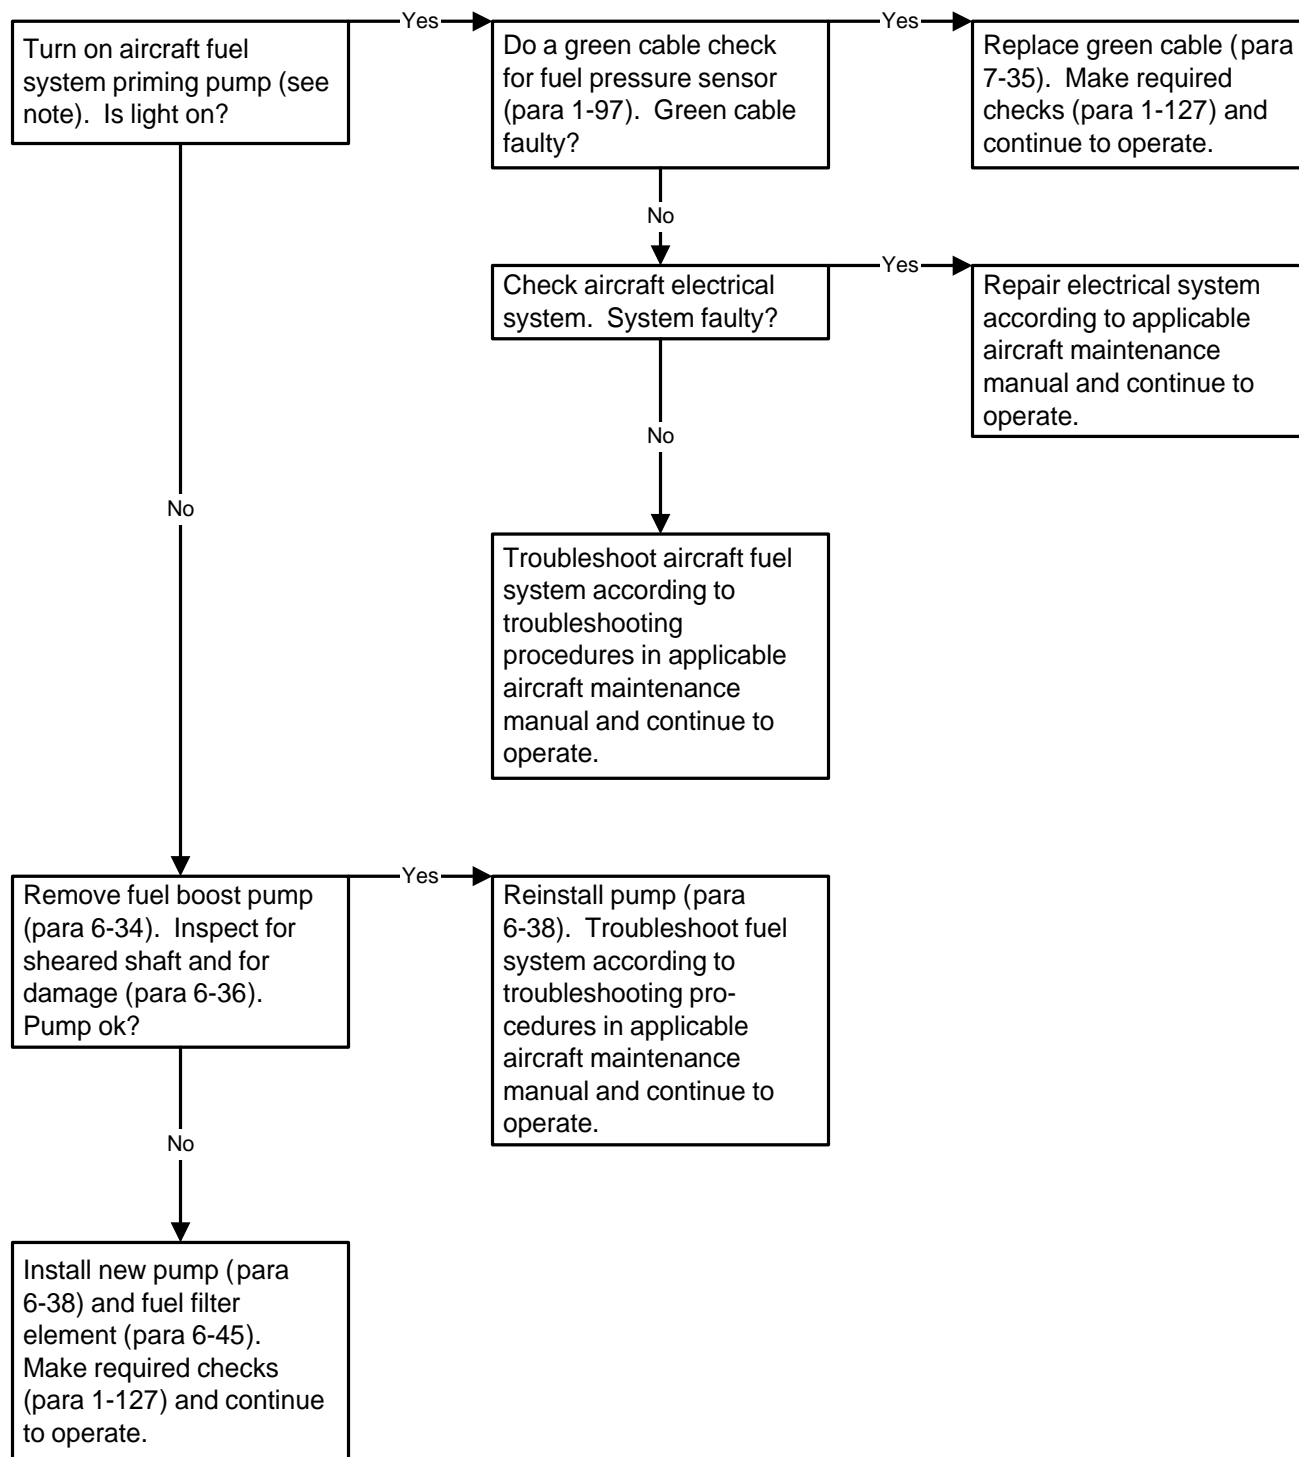 Turn on aircraft fuel
system priming pump (see
note).  Is light on?
Yes
Do a green cable check
for fuel pressure sensor
(para 1-97).  Green cable
faulty?
Yes
Replace green cable (para
7-35).  Make required
checks (para 1-127) and
continue to operate.
No
Check aircraft electrical
system.  System faulty?
Yes
Repair electrical system
according to applicable
aircraft maintenance
manual and continue to
operate.
No
Troubleshoot aircraft fuel
system according to
troubleshooting
procedures in applicable
aircraft maintenance
manual and continue to
operate.
No
Remove fuel boost pump
(para 6-34).  Inspect for
sheared shaft and for
damage (para 6-36).
Pump ok?
Yes
Reinstall pump (para
6-38).  Troubleshoot fuel
system according to
troubleshooting pro-
cedures in applicable
aircraft maintenance
manual and continue to
operate.
No
Install new pump (para
6-38) and fuel filter
element (para 6-45).
Make required checks
(para 1-127) and continue
to operate.